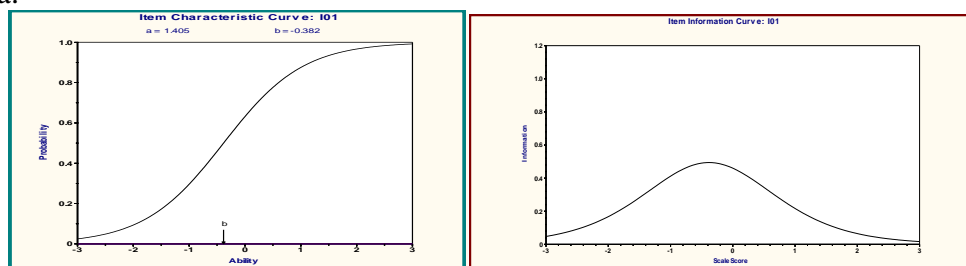 a.
Item Characteristic Curve: I01
a = 1.405 b = -0.382
1.0
0.8
0.6
0.4
0.2
0
Probability
b
-3 -2 -1 0 1 2 3
Ability
Item Information Curve: I01
1.2
1.0
0.8
0.6
0.4
0.2
0
Information
-3 -2 -1 0 1 2 3
Scale Score